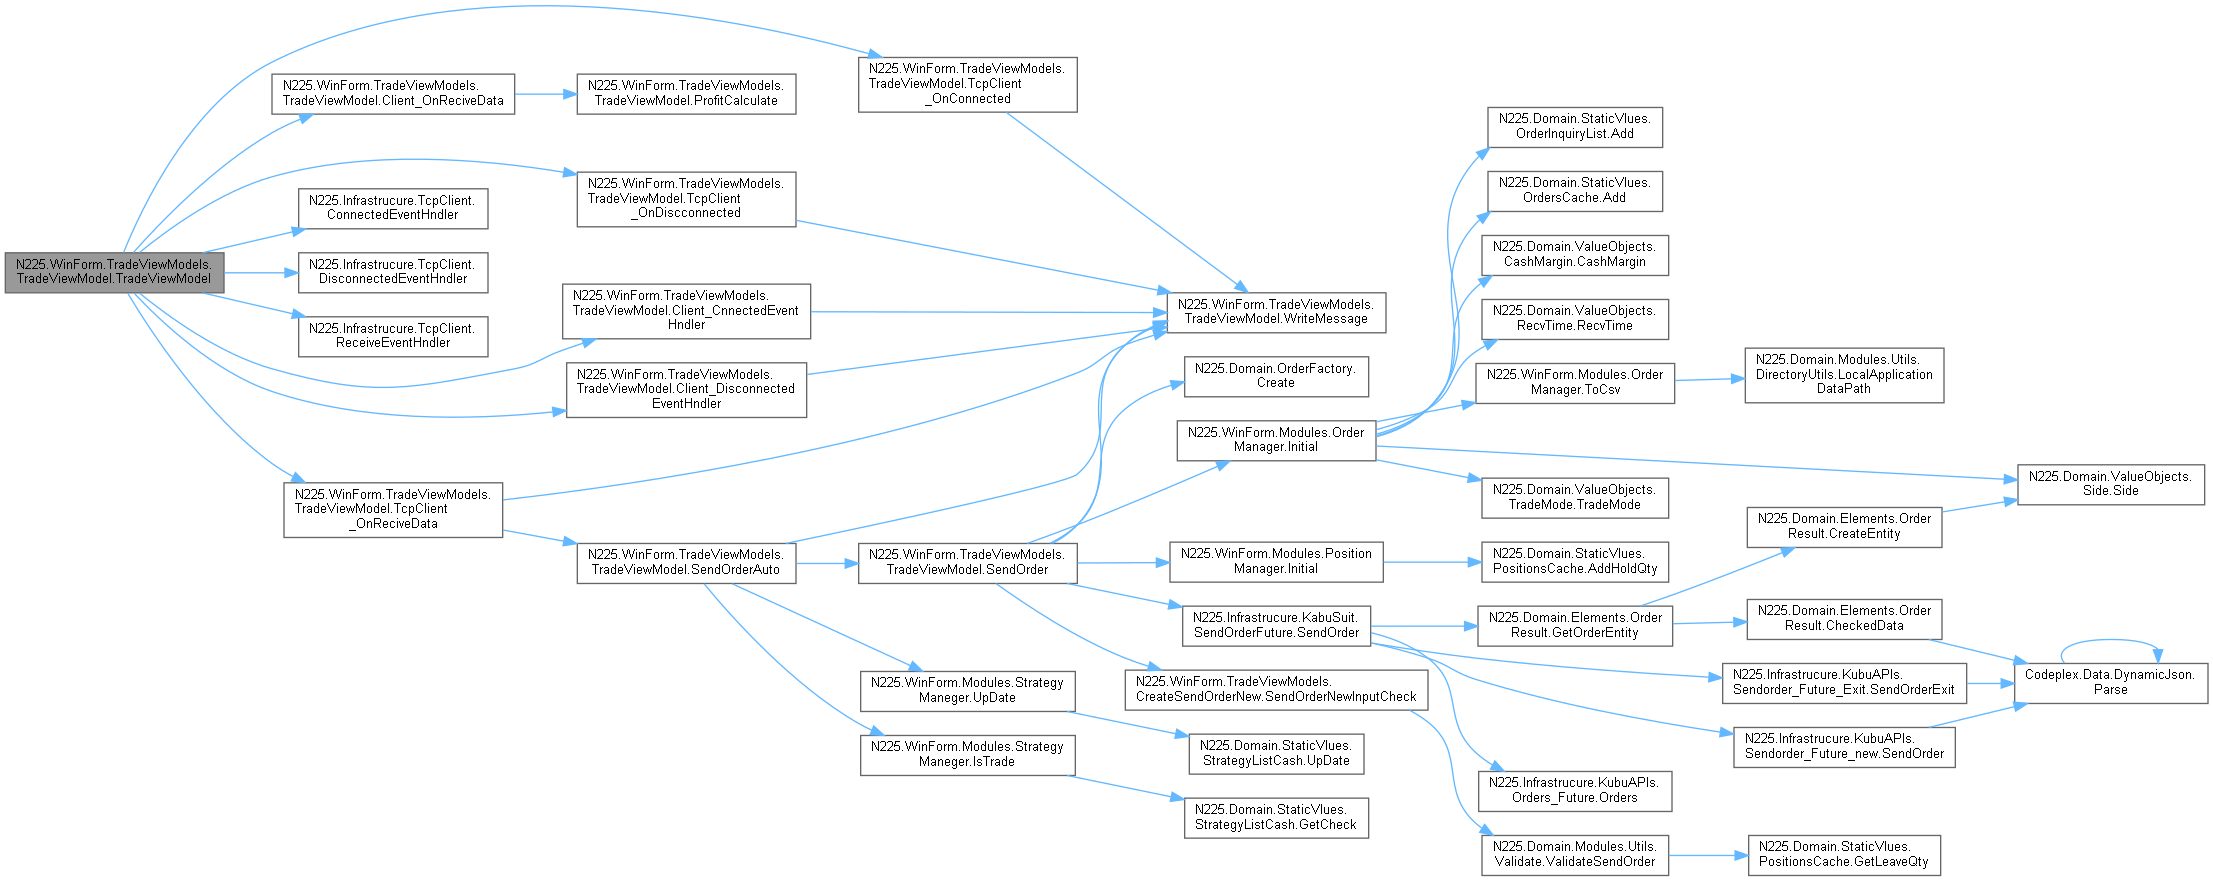 N225.WinForm.TradeViewModels.
TradeViewModel.TradeViewModel
N225.WinForm.TradeViewModels.
TradeViewModel.Client_OnReciveData
N225.WinForm.TradeViewModels.
TradeViewModel.ProfitCalculate
N225.WinForm.TradeViewModels.
TradeViewModel.TcpClient
_OnConnected
N225.WinForm.TradeViewModels.
TradeViewModel.TcpClient
_OnDiscconnected
N225.Infrastrucure.TcpClient.
ConnectedEventHndler
N225.Infrastrucure.TcpClient.
DisconnectedEventHndler
N225.Infrastrucure.TcpClient.
ReceiveEventHndler
N225.WinForm.TradeViewModels.
TradeViewModel.Client_CnnectedEvent
Hndler
N225.WinForm.TradeViewModels.
TradeViewModel.Client_Disconnected
EventHndler
N225.WinForm.TradeViewModels.
TradeViewModel.TcpClient
_OnReciveData
N225.WinForm.TradeViewModels.
TradeViewModel.WriteMessage
N225.WinForm.TradeViewModels.
TradeViewModel.SendOrderAuto
N225.WinForm.TradeViewModels.
TradeViewModel.SendOrder
N225.WinForm.Modules.Strategy
Maneger.UpDate
N225.WinForm.Modules.Strategy
Maneger.IsTrade
N225.Domain.OrderFactory.
Create
N225.WinForm.Modules.Order
Manager.Initial
N225.WinForm.Modules.Position
Manager.Initial
N225.Infrastrucure.KabuSuit.
SendOrderFuture.SendOrder
N225.WinForm.TradeViewModels.
CreateSendOrderNew.SendOrderNewInputCheck
N225.Domain.StaticVlues.
StrategyListCash.UpDate
N225.Domain.StaticVlues.
StrategyListCash.GetCheck
N225.Domain.StaticVlues.
OrderInquiryList.Add
N225.Domain.StaticVlues.
OrdersCache.Add
N225.Domain.ValueObjects.
CashMargin.CashMargin
N225.Domain.ValueObjects.
RecvTime.RecvTime
N225.WinForm.Modules.Order
Manager.ToCsv
N225.Domain.Modules.Utils.
DirectoryUtils.LocalApplication
DataPath
N225.Domain.ValueObjects.
TradeMode.TradeMode
N225.Domain.ValueObjects.
Side.Side
N225.Domain.StaticVlues.
PositionsCache.AddHoldQty
N225.Domain.Elements.Order
Result.GetOrderEntity
N225.Domain.Elements.Order
Result.CreateEntity
N225.Domain.Elements.Order
Result.CheckedData
N225.Infrastrucure.KubuAPIs.
Sendorder_Future_Exit.SendOrderExit
N225.Infrastrucure.KubuAPIs.
Sendorder_Future_new.SendOrder
Codeplex.Data.DynamicJson.
Parse
N225.Infrastrucure.KubuAPIs.
Orders_Future.Orders
N225.Domain.Modules.Utils.
Validate.ValidateSendOrder
N225.Domain.StaticVlues.
PositionsCache.GetLeaveQty